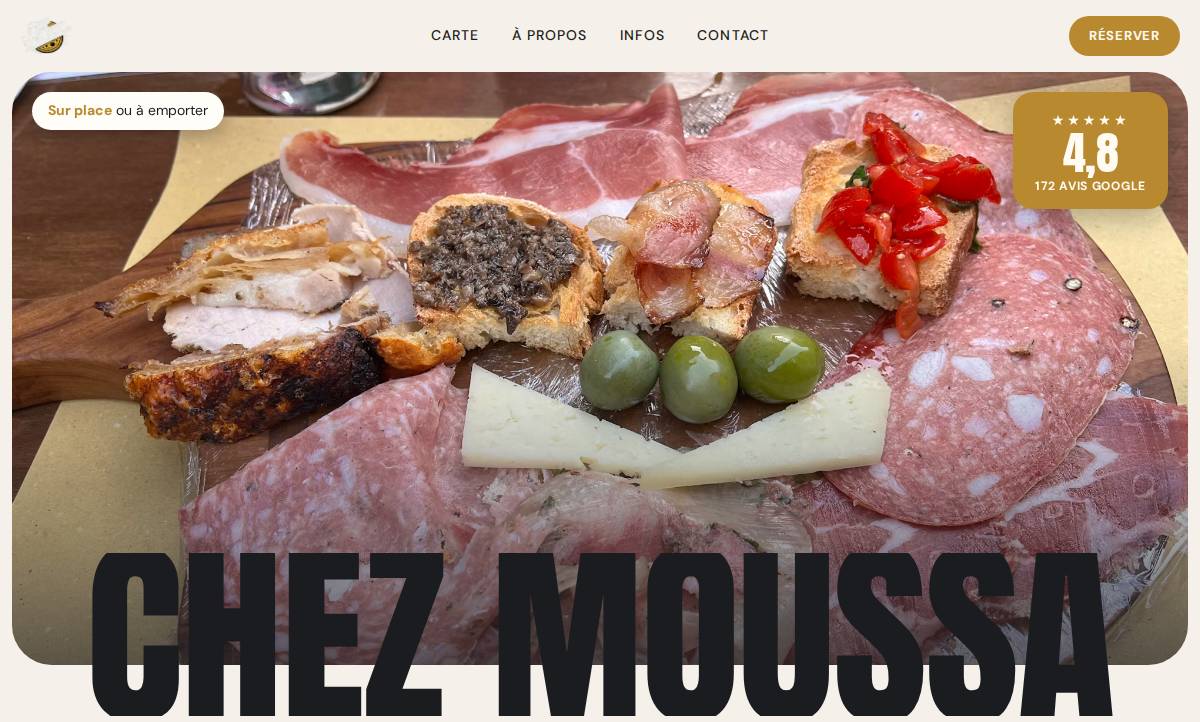 CARTE
À PROPOS
INFOS
CONTACT
RÉSERVER
Sur place ou à emporter
★★★★★
4,8
172 AVIS GOOGLE
CHEZ MOUSSA